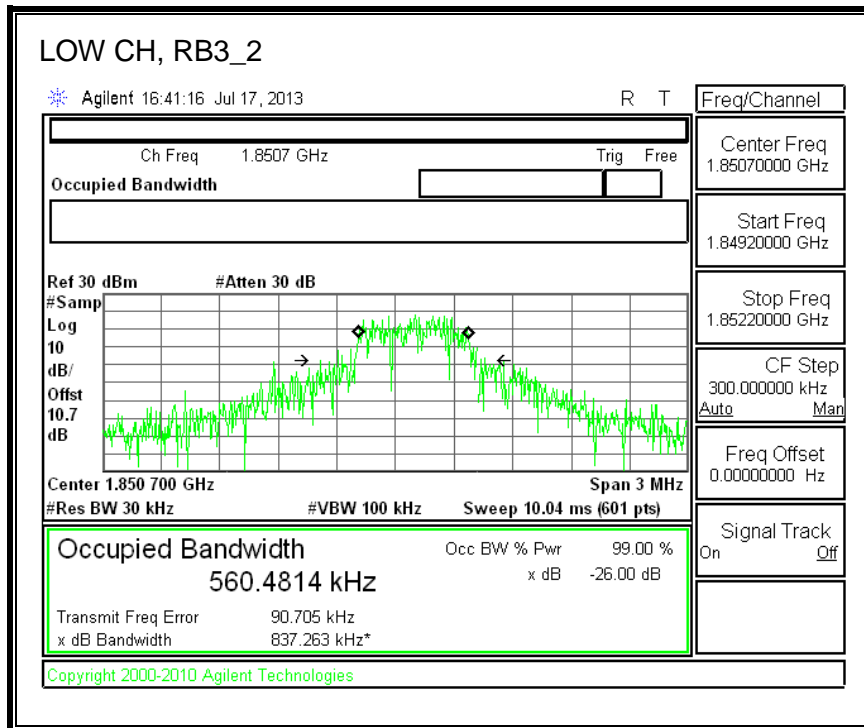 LOW CH, RB3_2
Agilent 16:41:16 Jul 17, 2013 R T
Freq/Channel
Ch Freq 1.8507 GHz Trig Free
Occupied Bandwidth
Center Freq
1.85070000 GHz
Start Freq
1.84920000 GHz
Stop Freq
1.85220000 GHz
CF Step
300.000000 kHz
Auto Man
Freq Offset
0.00000000 Hz
Signal Track
On Off
Ref 30 dBm #Atten 30 dB
#Samp
Log
10
dB/
Offst
10.7
dB
Center 1.850 700 GHz Span 3 MHz
#Res BW 30 kHz #VBW 100 kHz Sweep 10.04 ms (601 pts)
Occupied Bandwidth Occ BW % Pwr 99.00 %
560.4814 kHz x dB -26.00 dB
Transmit Freq Error 90.705 kHz
x dB Bandwidth 837.263 kHz*
Copyright 2000-2010 Agilent Technologies